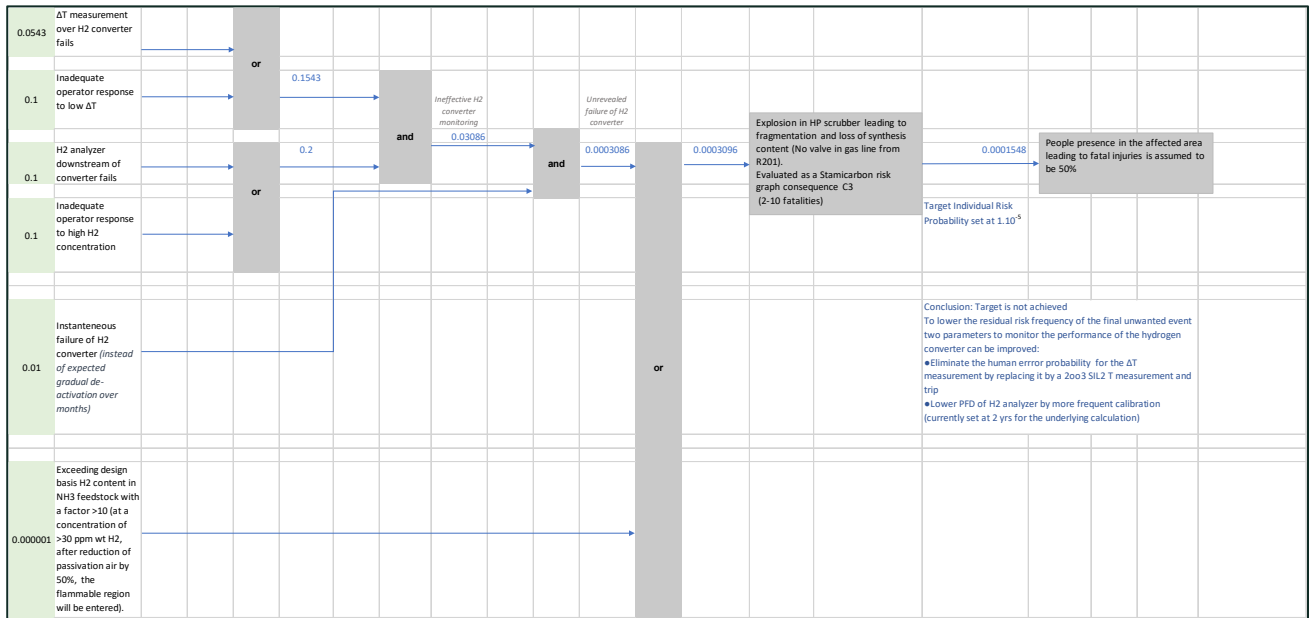 0.0543
ΔT measurement
over H2 converter
fails
or
0.1
Inadequate
operator response
to low ΔT
0.1543
and
Ineffective H2
converter
monitoring
0.03086
Unrevealed
failure of H2
converter
0.1
H2 analyzer
downstream of
converter fails
0.2
or
and
0.0003086
0.0003096
Explosion in HP scrubber leading to
fragmentation and loss of synthesis
content (No valve in gas line from
R201).
Evaluated as a Stamicarbon risk
graph consequence C3
(2-10 fatalities)
0.0001548
People presence in the affected area
leading to fatal injuries is assumed to
be 50%
0.1
Inadequate
operator response
to high H2
concentration
Target Individual Risk
Probability set at 1.10-5
0.01
Instanteneous
failure of H2
converter (instead
of expected
gradual de-
activation over
months)
or
Conclusion: Target is not achieved
To lower the residual risk frequency of the final unwanted event
two parameters to monitor the performance of the hydrogen
converter can be improved:
●Eliminate the human errror probability for the ΔT
measurement by replacing it by a 2oo3 SIL2 T measurement and
trip
●Lower PFD of H2 analyzer by more frequent calibration
(currently set at 2 yrs for the underlying calculation)
0.000001
Exceeding design
basis H2 content in
NH3 feedstock with
a factor >10 (at a
concentration of
>30 ppm wt H2,
after reduction of
passivation air by
50%, the
flammable region
will be entered).